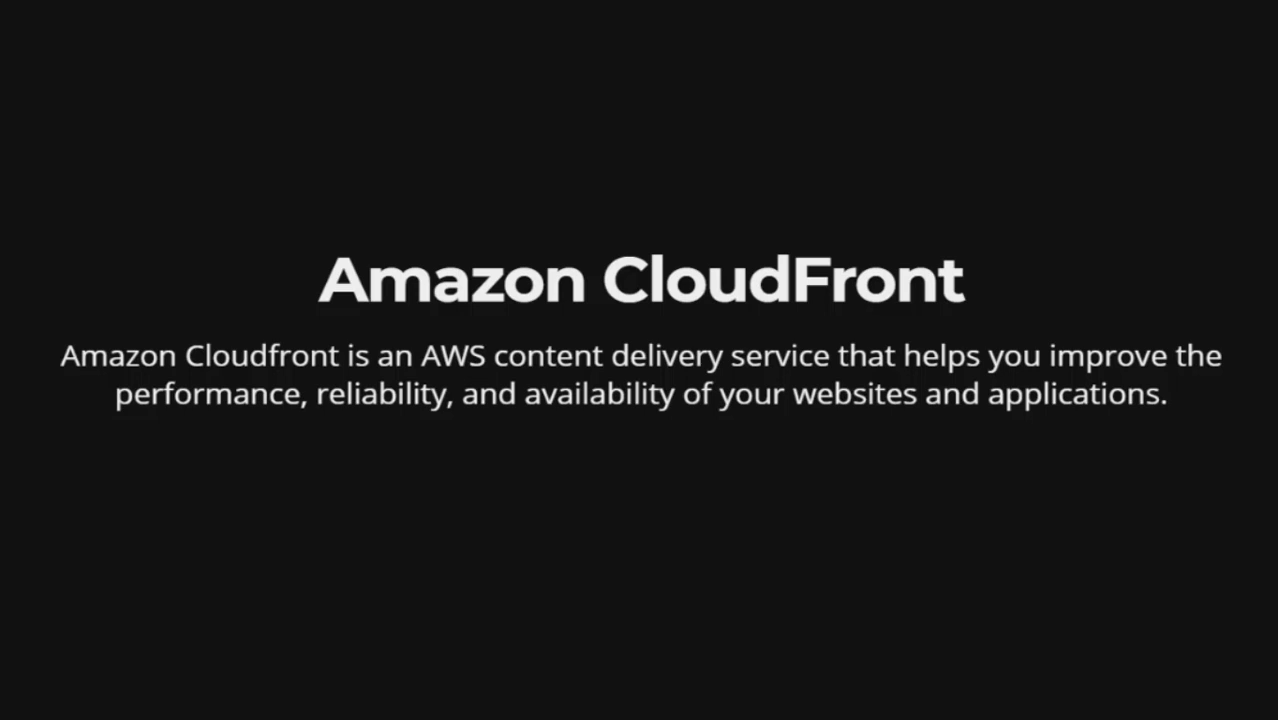 Amazon CloudFront
Amazon Cloudfront is an AWS content delivery service that helps you improve the
performance, reliability, and availability of your websites and applications.